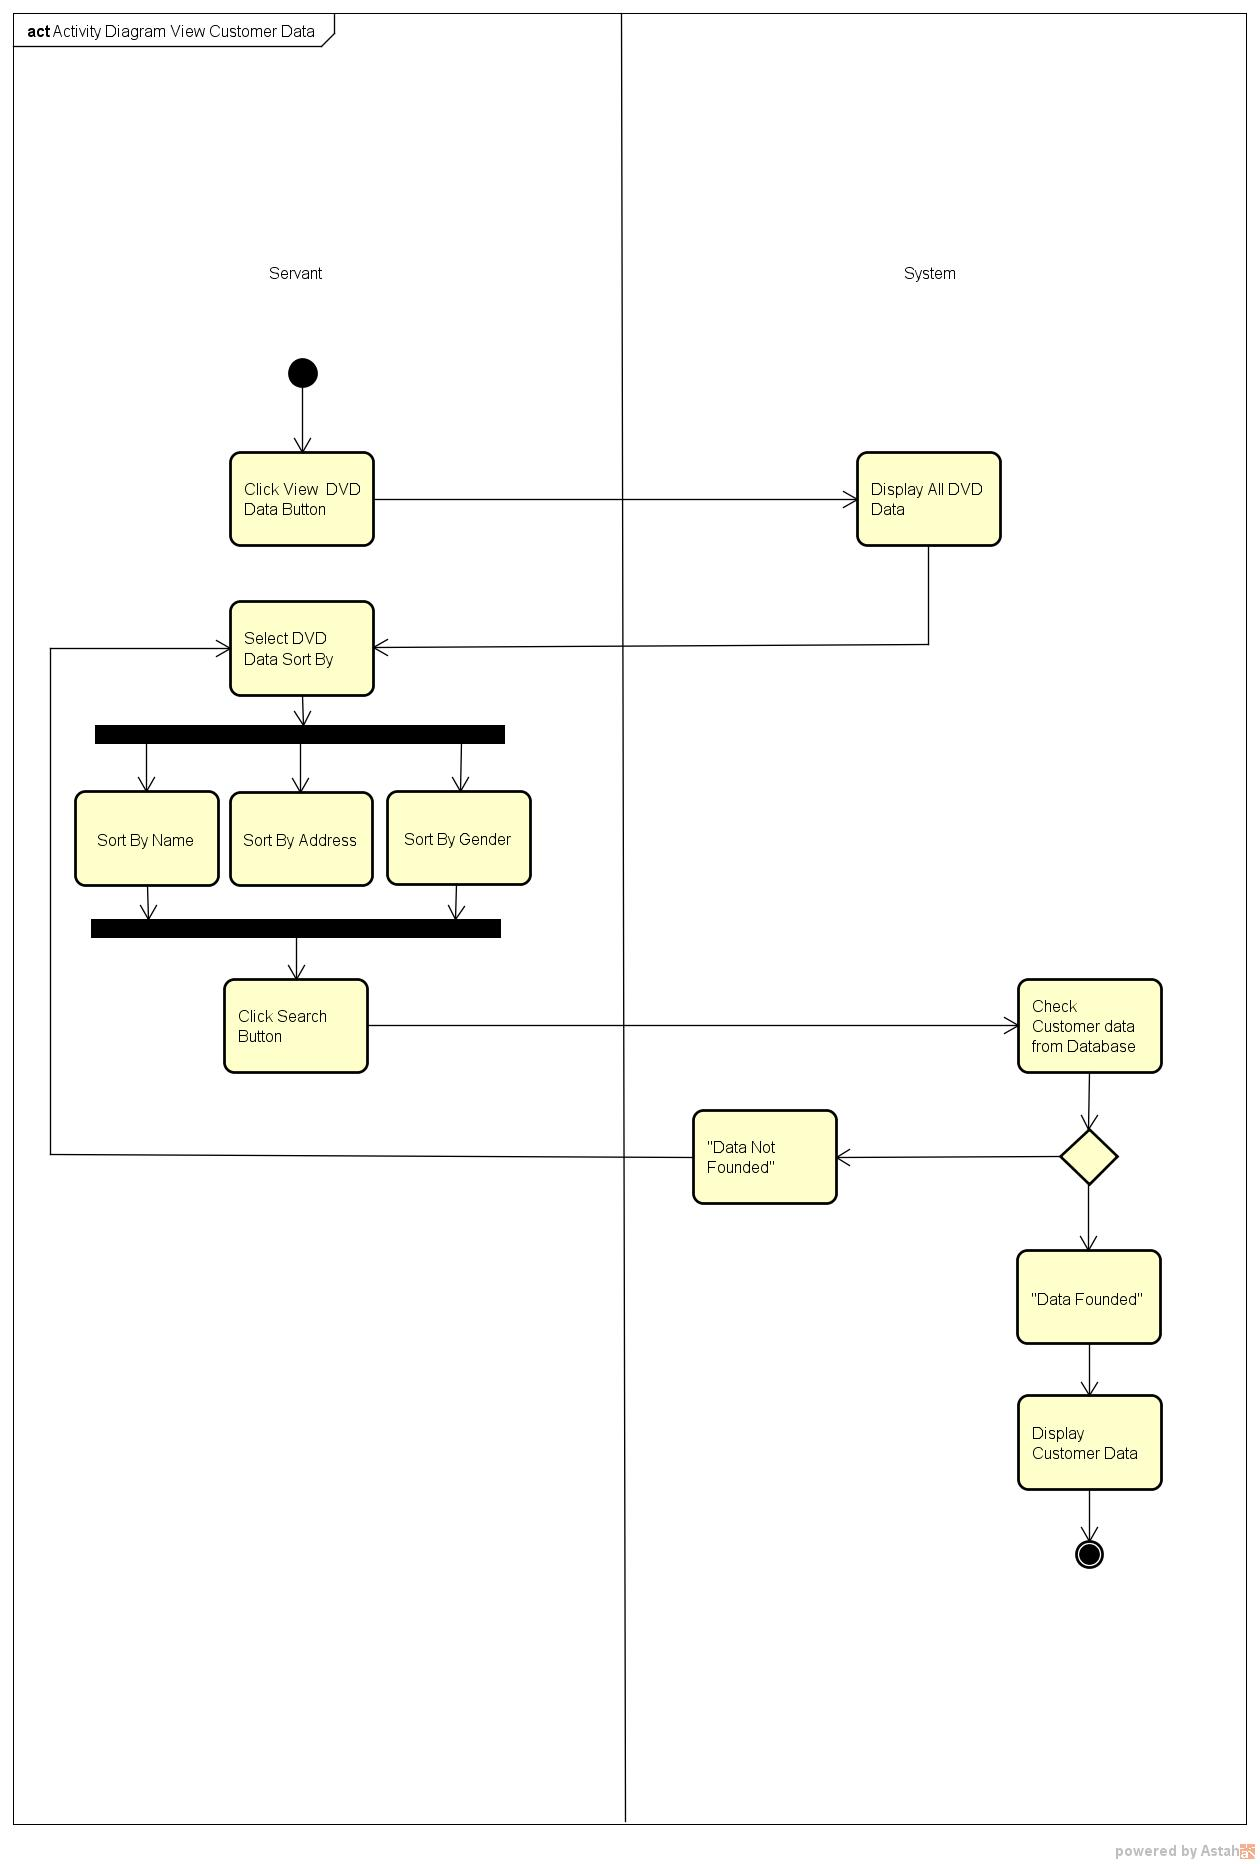 act Activity Diagram View Customer Data
Servant
System
Click View DVD
Data Button
Display All DVD
Data
Select DVD
Data Sort By
Sort By Name
Sort By Address
Sort By Gender
Click Search
Button
Check
Customer data
from Database
"Data Not
Founded"
"Data Founded"
Display
Customer Data
powered by Astah